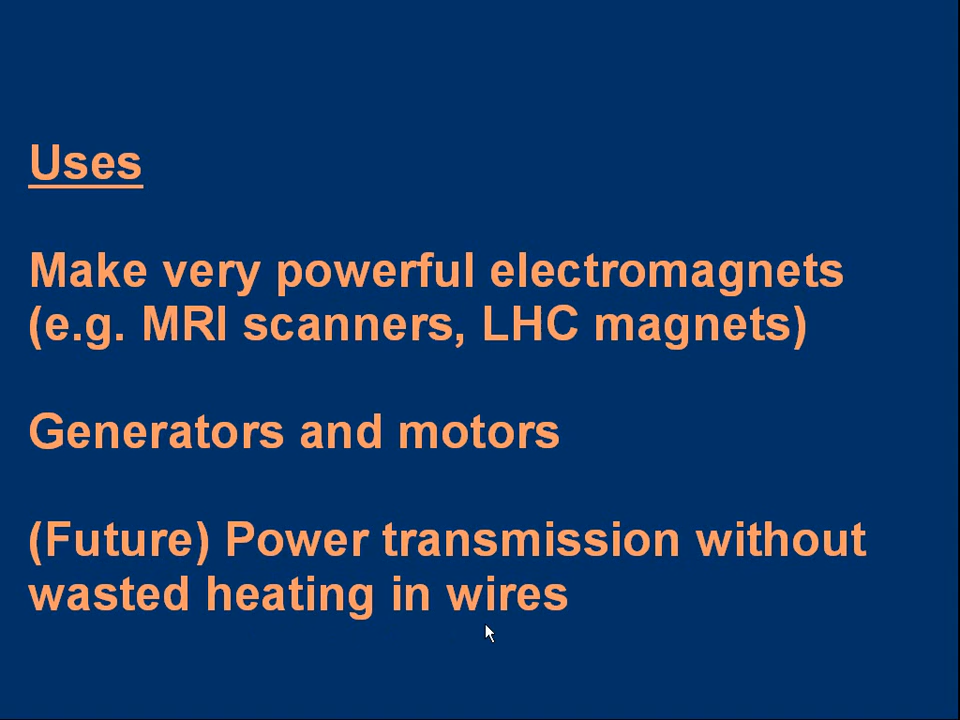 Uses
Make very powerful electromagnets
(e.g. MRI scanners, LHC magnets)
Generators and motors
(Future) Power transmission without
wasted heating in wires